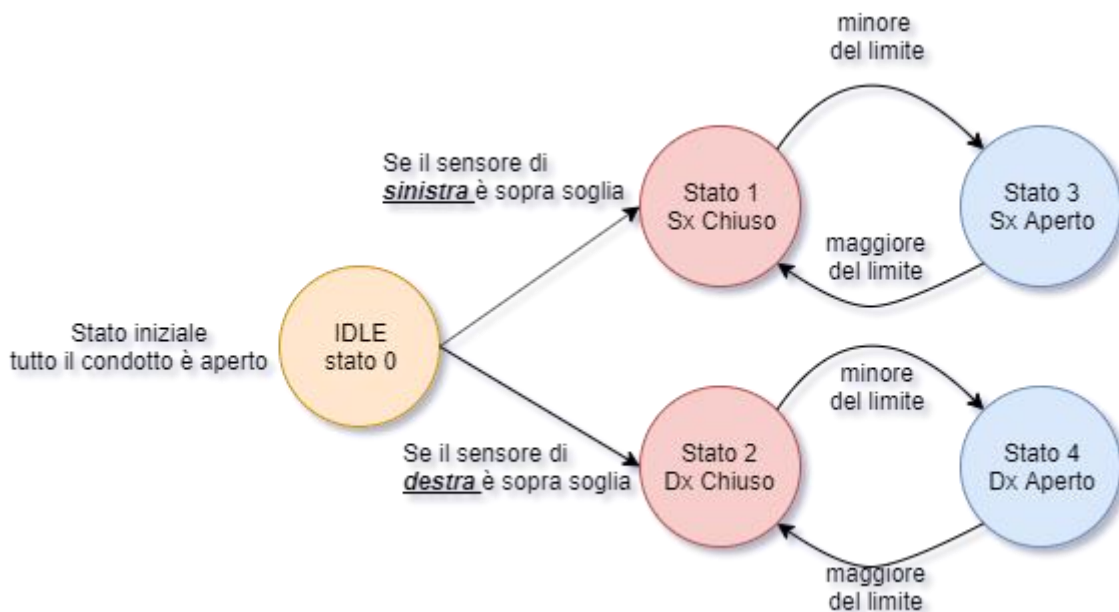 minore
del limite
Se il sensore di
sinistra è sopra soglia
Stato 1
Sx Chiuso
Stato 3
Sx Aperto
maggiore
del limite
Stato iniziale
tutto il condotto è aperto
IDLE
stato 0
minore
del limite
Se il sensore di
destra è sopra soglia
Stato 2
Dx Chiuso
Stato 4
Dx Aperto
maggiore
del limite